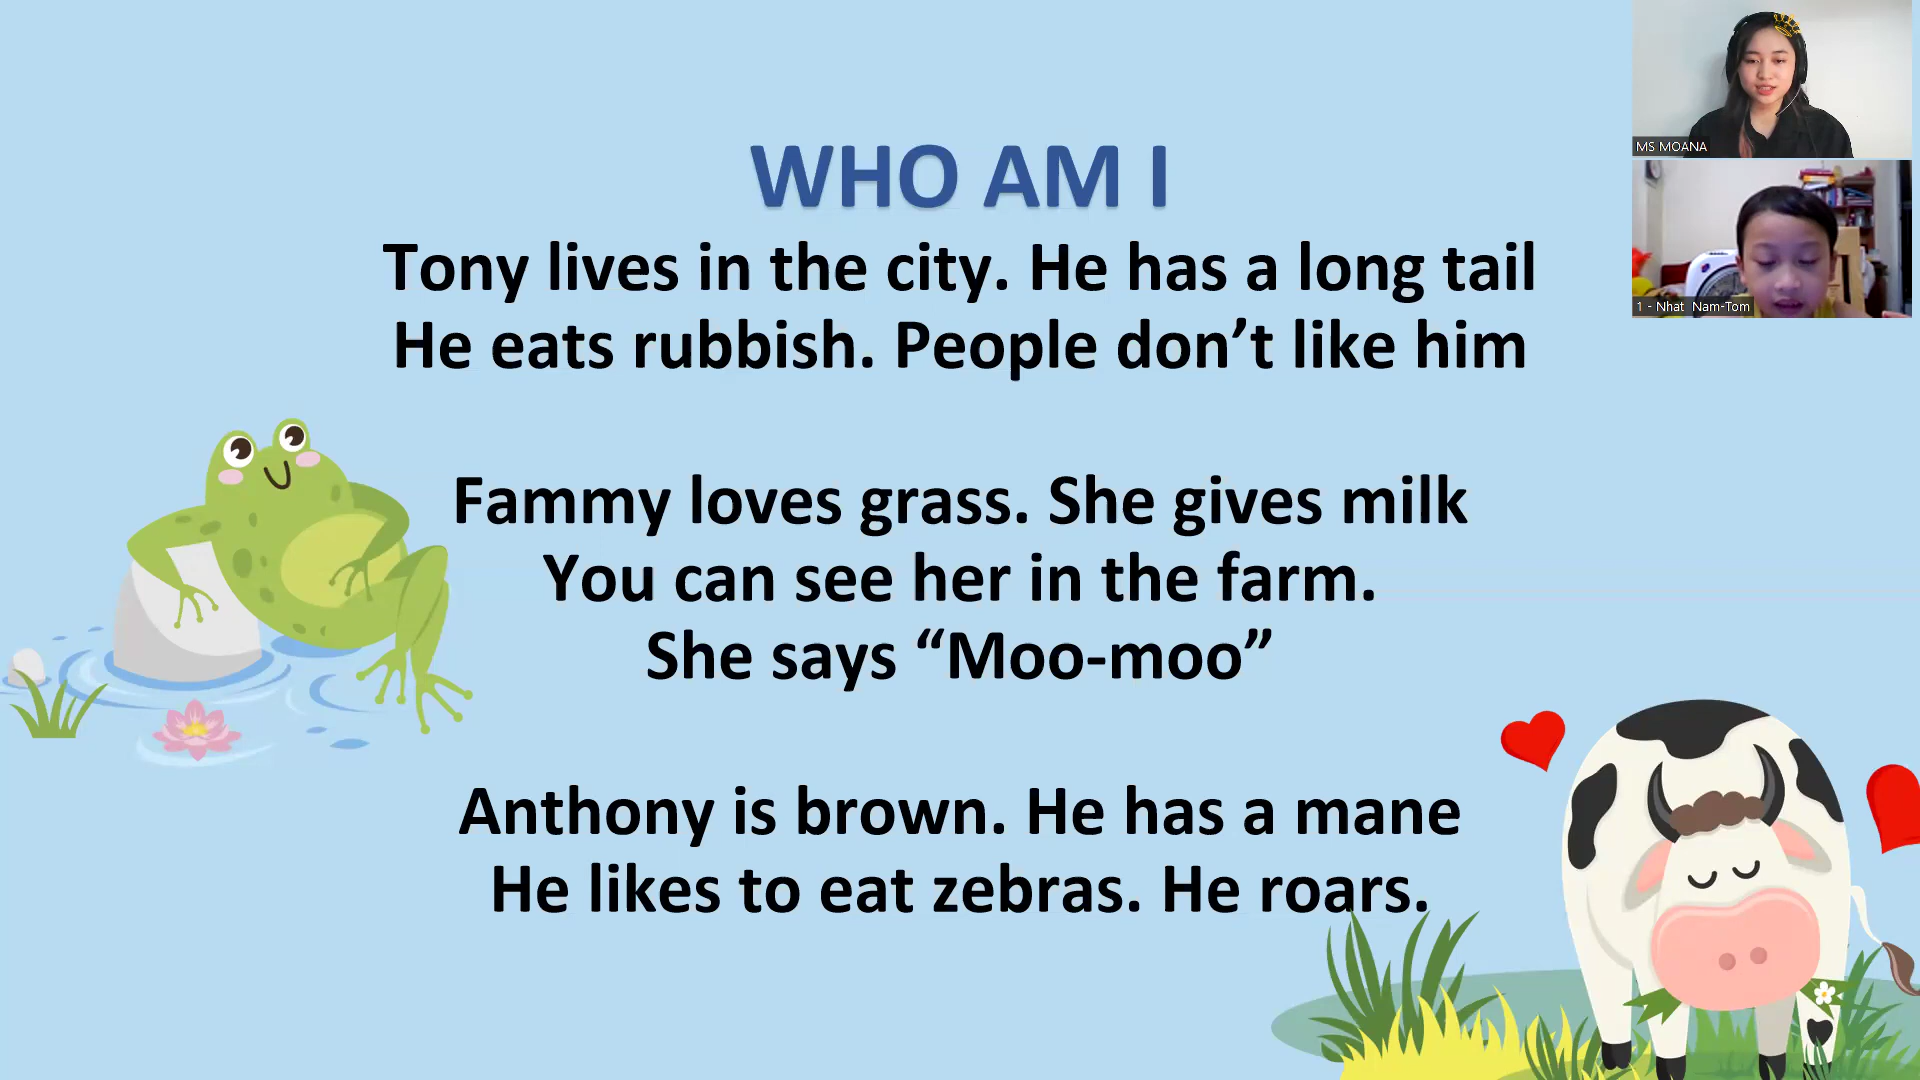 WHO AM I
Tony lives in the city. He has a long tail
He eats rubbish. People don’t like him
Fammy loves grass. She gives milk
You can see her in the farm.
She says “Moo-moo”
Anthony is brown. He has a mane
He likes to eat zebras. He roars.
MS MOANA
1 - Nhat Nam-Tom